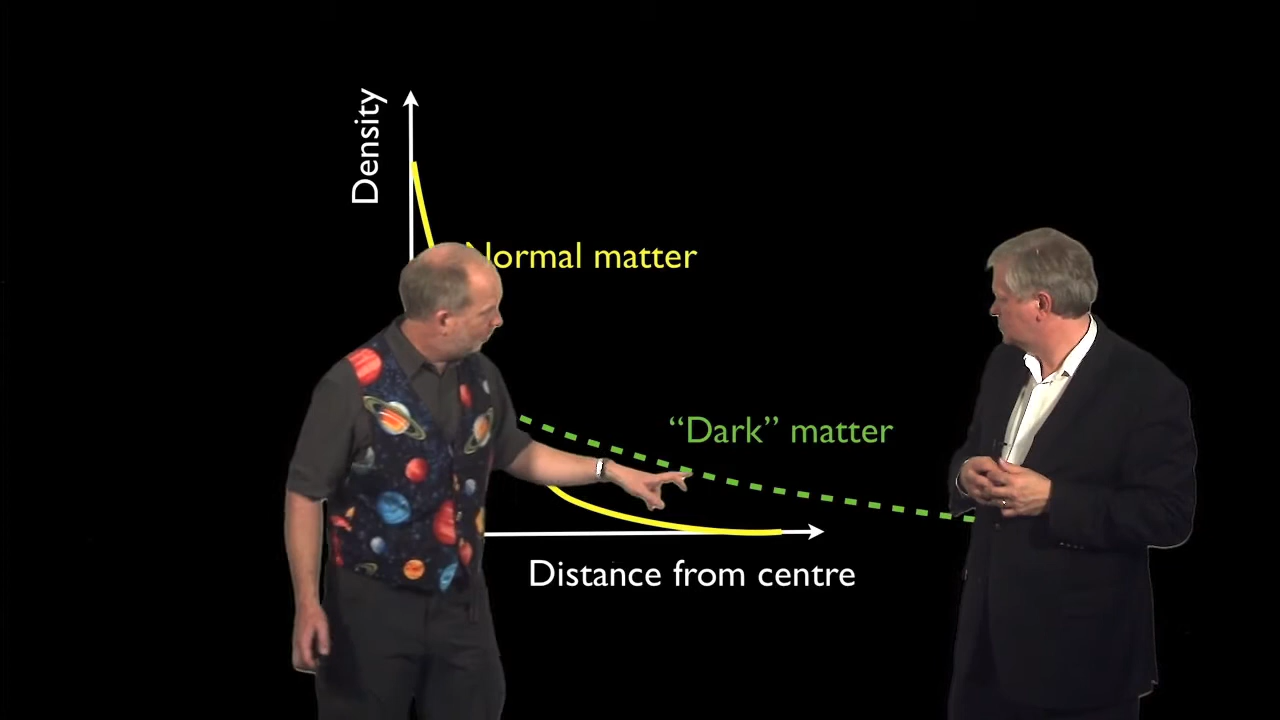 Density
Normal matter
“Dark” matter
Distance from centre